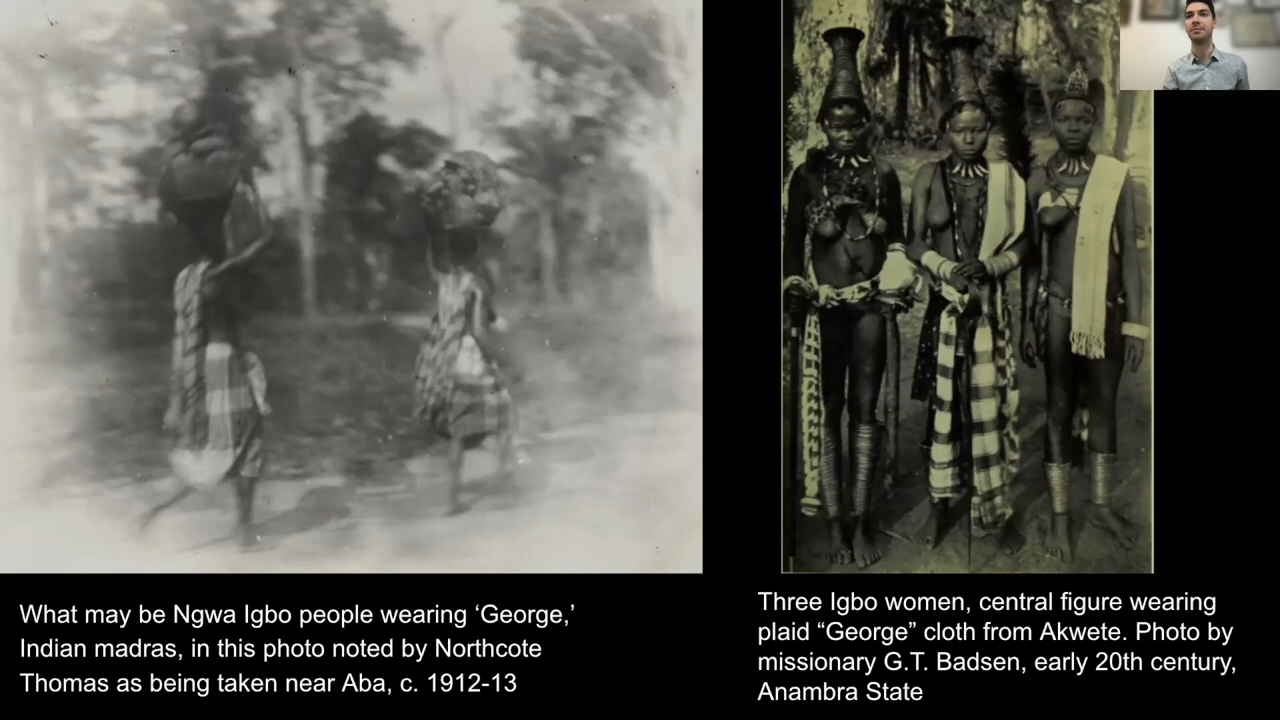 What may be Ngwa Igbo people wearing ‘George,’
Indian madras, in this photo noted by Northcote
Thomas as being taken near Aba, c. 1912-13
Three Igbo women, central figure wearing
plaid “George” cloth from Akwete. Photo by
missionary G.T. Badsen, early 20th century,
Anambra State